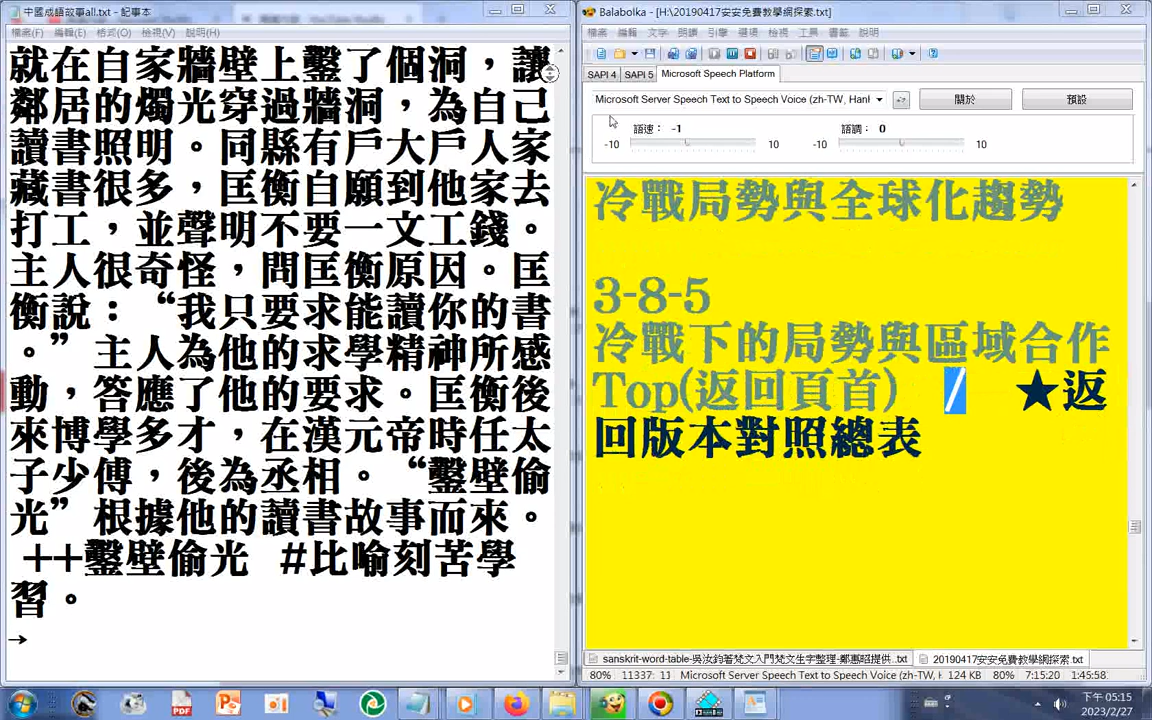 中國成語故事all.txt - 記事本
檔案(F) 編輯(E) 格式(O) 檢視(V) 說明(H)
就在自家牆壁上鑿了個洞，讓
鄰居的燭光穿過牆洞，為自己
讀書照明。同縣有戶大戶人家
藏書很多，匡衡自願到他家去
打工，並聲明不要一文工錢。
主人很奇怪，問匡衡原因。匡
衡說：“我只要求能讀你的書
。” 主人為他的求學精神所感
動，答應了他的要求。匡衡後
來博學多才，在漢元帝時任太
子少傅，後為丞相。“鑿壁偷
光” 根據他的讀書故事而來。
++鑿壁偷光 #比喻刻苦學
習。
→
Balabolka - [H:\20190417安安免費教學網探索.txt]
檔案 編輯 文字 朗讀 引擎 選項 檢視 工具 書籤 說明
SAPI 4 SAPI 5 Microsoft Speech Platform
Microsoft Server Speech Text to Speech Voice (zh-TW, Hanl
關於 預設
語速： -1 語調： 0
-10 10 -10 10
冷戰局勢與全球化趨勢
3-8-5
冷戰下的局勢與區域合作
Top(返回頁首) / ★返
回版本對照總表
sanskrit-word-table-吳汝鈞著梵文入門梵文生字整理-鄭惠昭提供...txt 20190417安安免費教學網探索.txt
80% 11337: 11 Microsoft Server Speech Text to Speech Voice (zh-TW, H 124 KB 80% 7:15:20 1:45:58
PDF
下午 05:15
2023/2/27